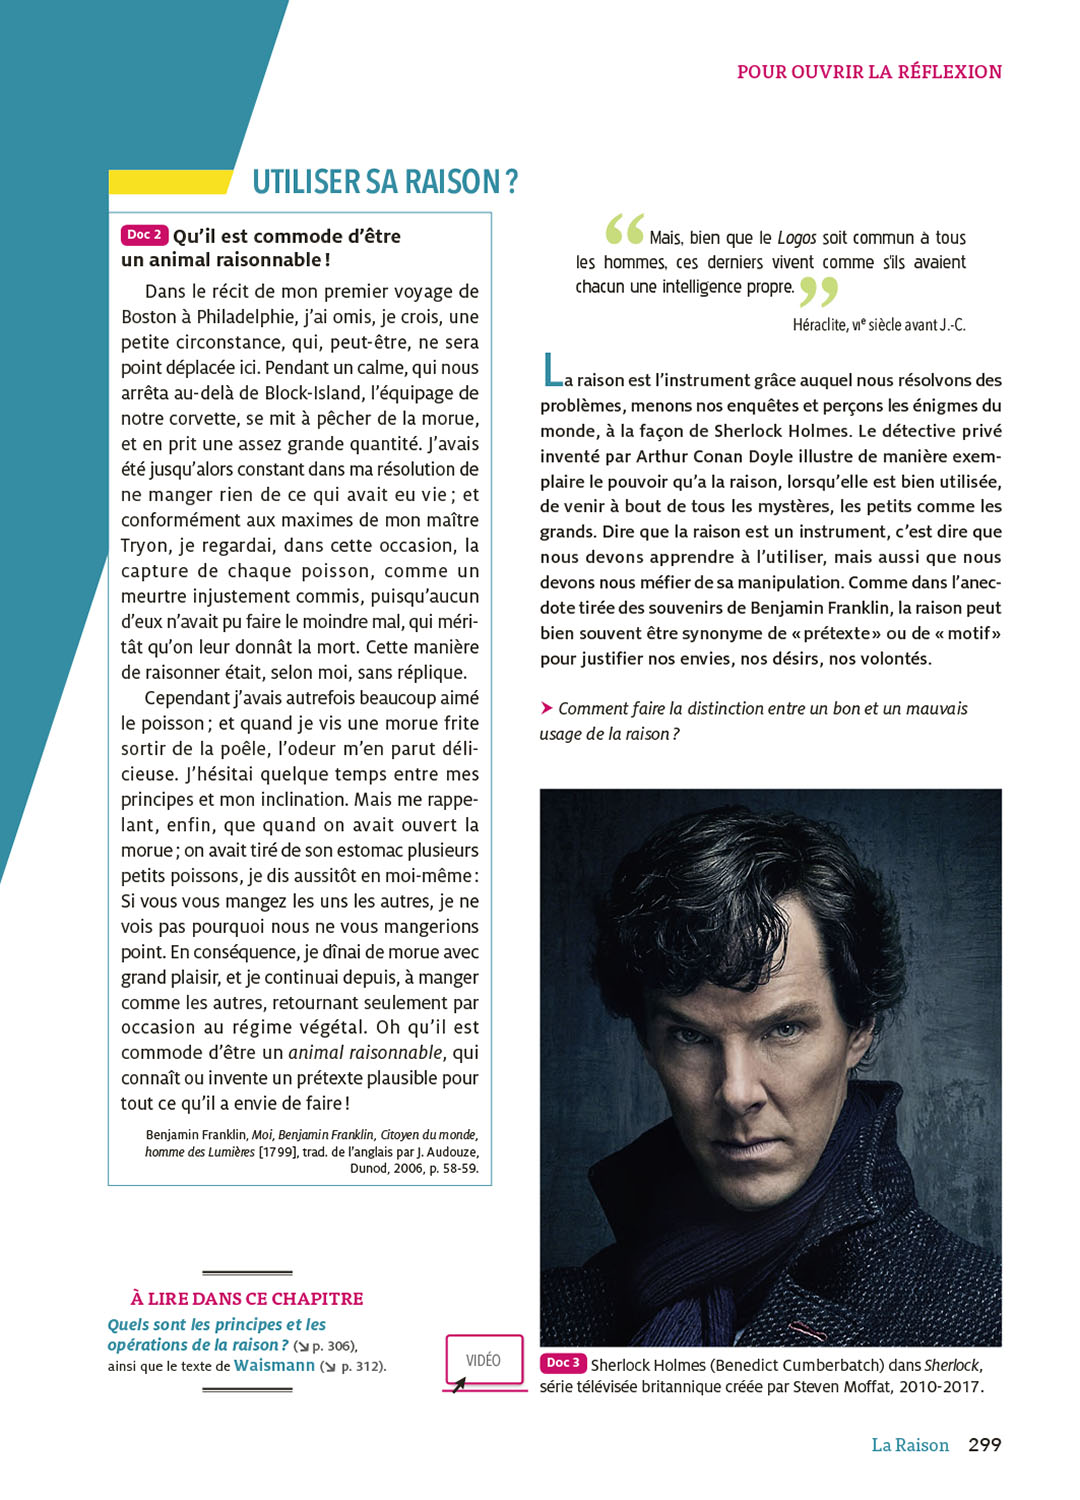 POUR OUVRIR LA RÉFLEXION
UTILISER SA RAISON ?
Doc 2 Qu’il est commode d’être
un animal raisonnable !
Dans le récit de mon premier voyage de
Boston à Philadelphie, j’ai omis, je crois, une
petite circonstance, qui, peut-être, ne sera
point déplacée ici. Pendant un calme, qui nous
arrêta au-delà de Block-Island, l’équipage de
notre corvette, se mit à pêcher de la morue,
et en prit une assez grande quantité. J’avais
été jusqu’alors constant dans ma résolution de
ne manger rien de ce qui avait eu vie ; et
conformément aux maximes de mon maître
Tryon, je regardai, dans cette occasion, la
capture de chaque poisson, comme un
meurtre injustement commis, puisqu’aucun
d’eux n’avait pu faire le moindre mal, qui méri-
tât qu’on leur donnât la mort. Cette manière
de raisonner était, selon moi, sans réplique.
Cependant j’avais autrefois beaucoup aimé
le poisson ; et quand je vis une morue frite
sortir de la poêle, l’odeur m’en parut déli-
cieuse. J’hésitai quelque temps entre mes
principes et mon inclination. Mais me rappe-
lant, enfin, que quand on avait ouvert la
morue ; on avait tiré de son estomac plusieurs
petits poissons, je dis aussitôt en moi-même :
Si vous vous mangez les uns les autres, je ne
vois pas pourquoi nous ne vous mangerions
point. En conséquence, je dînai de morue avec
grand plaisir, et je continuai depuis, à manger
comme les autres, retournant seulement par
occasion au régime végétal. Oh qu’il est
commode d’être un animal raisonnable, qui
connaît ou invente un prétexte plausible pour
tout ce qu’il a envie de faire !
Benjamin Franklin, Moi, Benjamin Franklin, Citoyen du monde,
homme des Lumières [1799], trad. de l’anglais par J. Audouze,
Dunod, 2006, p. 58-59.
À LIRE DANS CE CHAPITRE
Quels sont les principes et les
opérations de la raison ? (↘ p. 306),
ainsi que le texte de Waismann (↘ p. 312).
“ Mais, bien que le Logos soit commun à tous
les hommes, ces derniers vivent comme s’ils avaient
chacun une intelligence propre. ”
Héraclite, VIe siècle avant J.-C.
La raison est l’instrument grâce auquel nous résolvons des
problèmes, menons nos enquêtes et perçons les énigmes du
monde, à la façon de Sherlock Holmes. Le détective privé
inventé par Arthur Conan Doyle illustre de manière exem-
plaire le pouvoir qu’a la raison, lorsqu’elle est bien utilisée,
de venir à bout de tous les mystères, les petits comme les
grands. Dire que la raison est un instrument, c’est dire que
nous devons apprendre à l’utiliser, mais aussi que nous
devons nous méfier de sa manipulation. Comme dans l’anec-
dote tirée des souvenirs de Benjamin Franklin, la raison peut
bien souvent être synonyme de « prétexte » ou de « motif »
pour justifier nos envies, nos désirs, nos volontés.
➤ Comment faire la distinction entre un bon et un mauvais
usage de la raison ?
VIDÉO
Doc 3 Sherlock Holmes (Benedict Cumberbatch) dans Sherlock,
série télévisée britannique créée par Steven Moffat, 2010-2017.
La Raison 299